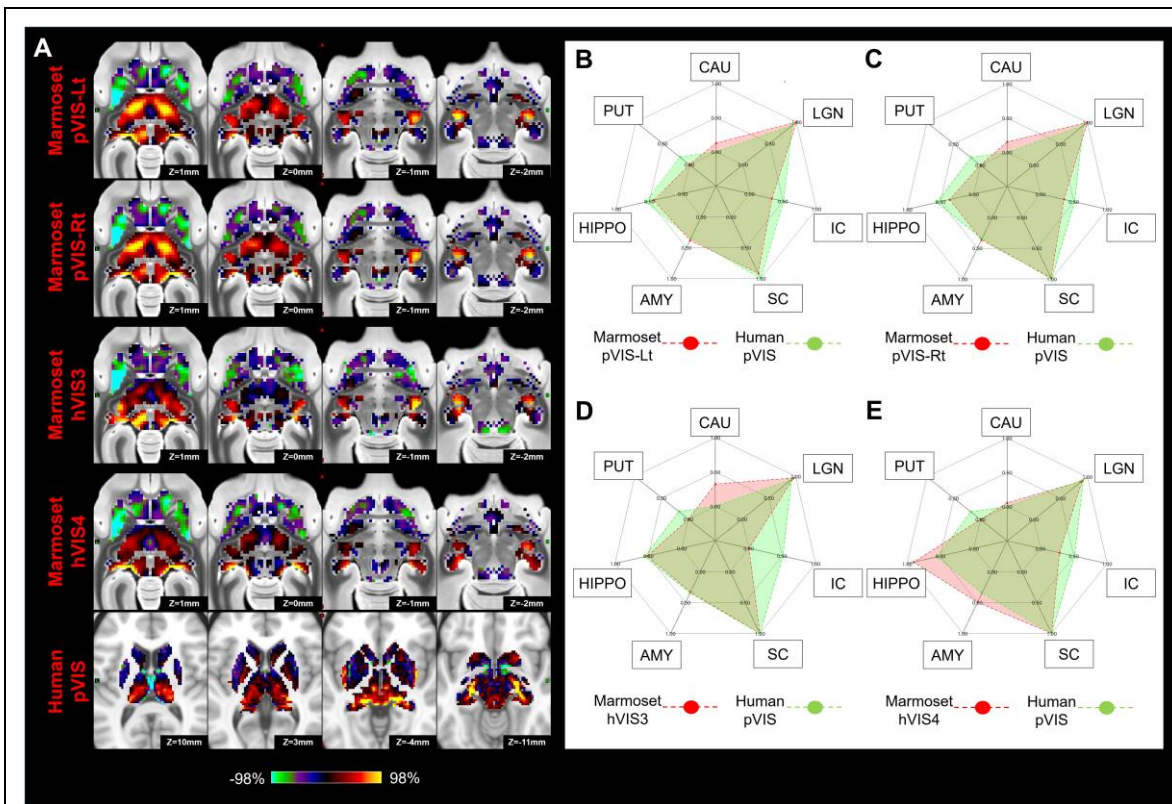 A
Marmoset
pVIS-Lt
Z=1mm
Z=0mm
Z=-1mm
Z=-2mm
Marmoset
pVIS-Rt
Z=1mm
Z=0mm
Z=-1mm
Z=-2mm
Marmoset
hVIS3
Z=1mm
Z=0mm
Z=-1mm
Z=-2mm
Marmoset
hVIS4
Z=1mm
Z=0mm
Z=-1mm
Z=-2mm
Human
pVIS
Z=10mm
Z=3mm
Z=-4mm
Z=-11mm
-98%
98%
B
CAU
LGN
IC
SC
AMY
HIPPO
PUT
Marmoset
pVIS-Lt
Human
pVIS
C
CAU
LGN
IC
SC
AMY
HIPPO
PUT
Marmoset
pVIS-Rt
Human
pVIS
D
CAU
LGN
IC
SC
AMY
HIPPO
PUT
Marmoset
hVIS3
Human
pVIS
E
CAU
LGN
IC
SC
AMY
HIPPO
PUT
Marmoset
hVIS4
Human
pVIS